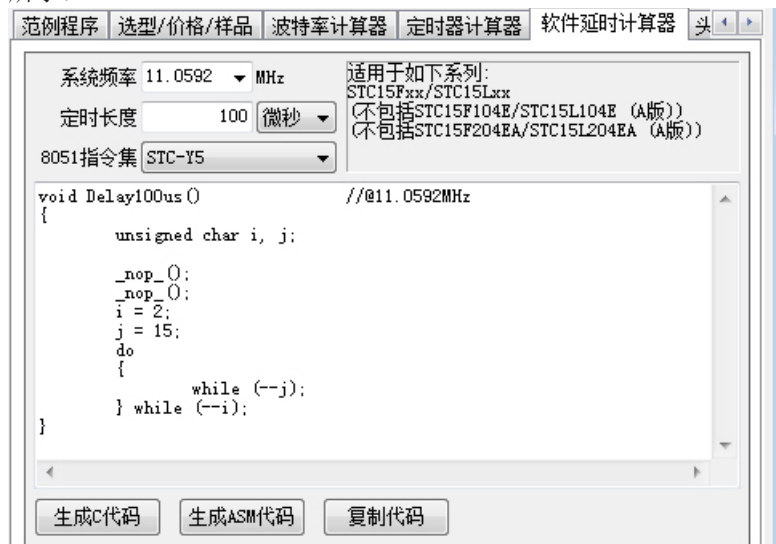 范例程序 选型/价格/样品 波特率计算器 定时器计算器 软件延时计算器 头
系统频率 11.0592 MHz
定时长度 100 微秒
8051指令集 STC-Y5
适用于如下系列:
STC15Fxx/STC15Lxx
(不包括STC15F104E/STC15L104E (A版))
(不包括STC15F204EA/STC15L204EA (A版))
void Delay100us() //@11.0592MHz
{
unsigned char i, j;
_nop_();
_nop_();
i = 2;
j = 15;
do
{
while (--j);
} while (--i);
}
生成C代码 生成ASM代码 复制代码